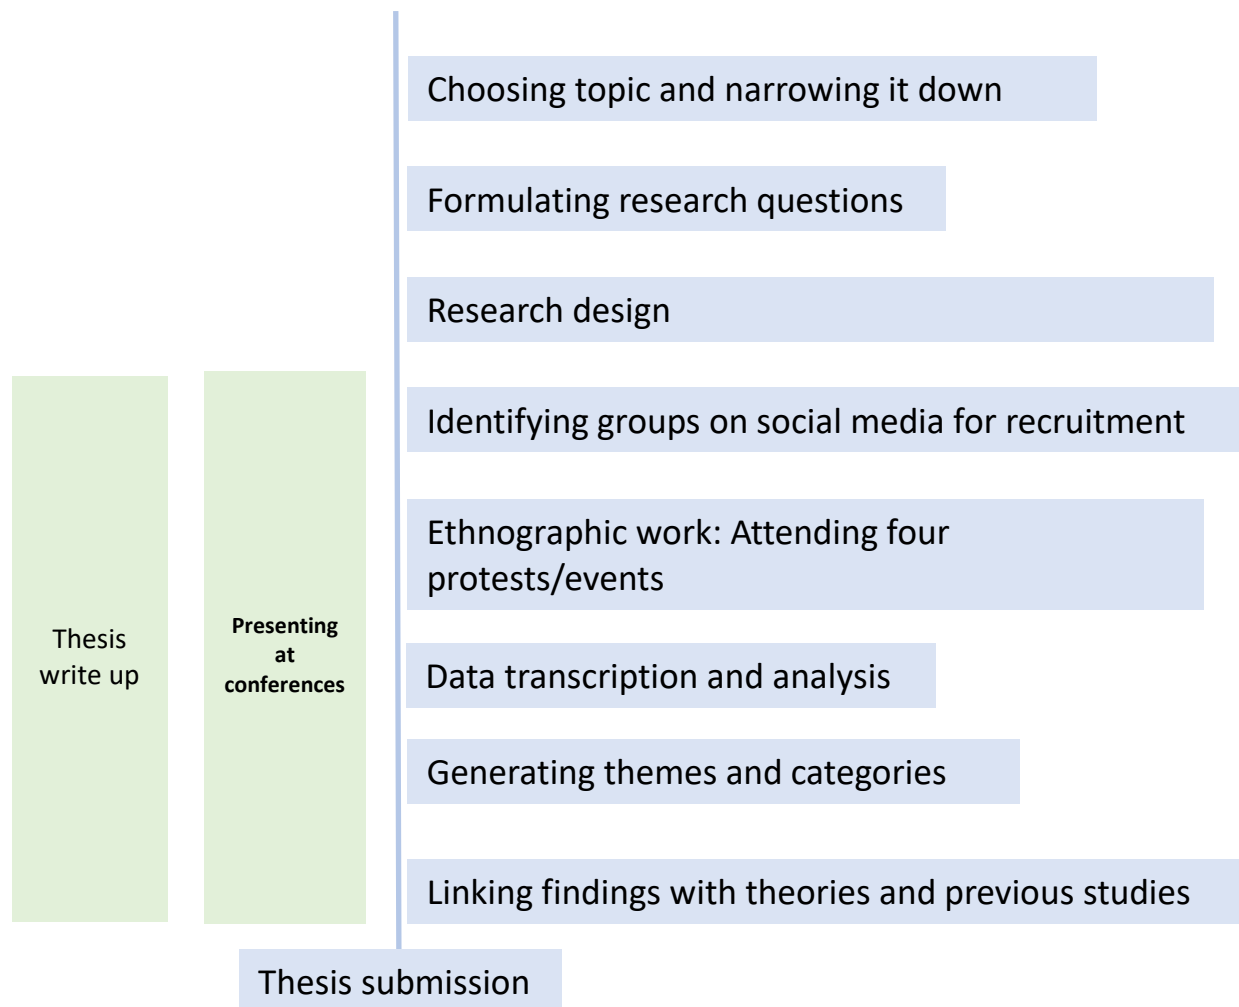 Choosing topic and narrowing it down
Formulating research questions
Research design
Identifying groups on social media for recruitment
Ethnographic work: Attending four
protests/events
Data transcription and analysis
Generating themes and categories
Linking findings with theories and previous studies
Thesis
write up
Presenting
at
conferences
Thesis submission